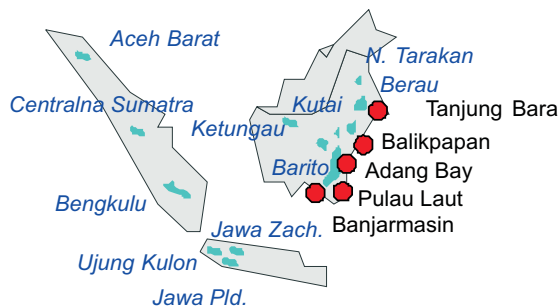 Aceh Barat
N. Tarakan
Berau
Centralna Sumatra
Kutai
Tanjung Bara
Ketungau
Balikpapan
Barito
Adang Bay
Bengkulu
Pulau Laut
Banjarmasin
Jawa Zach.
Ujung Kulon
Jawa Pld.